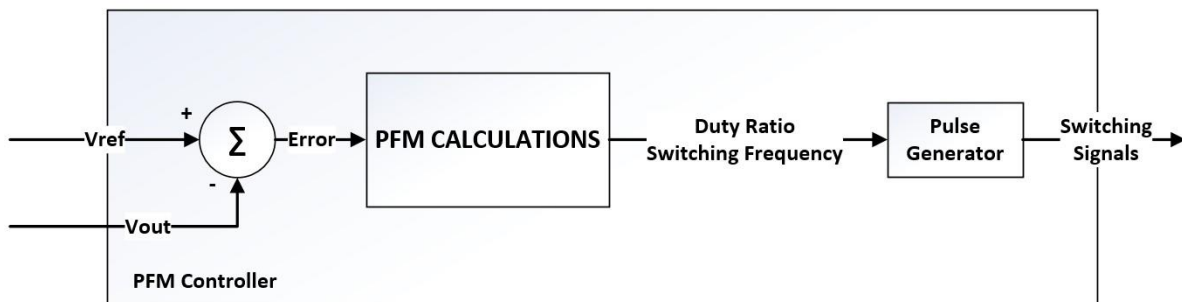 +
Vref
Σ
-
Error
PFM CALCULATIONS
Duty Ratio
Switching Frequency
Pulse
Generator
Switching
Signals
Vout
PFM Controller